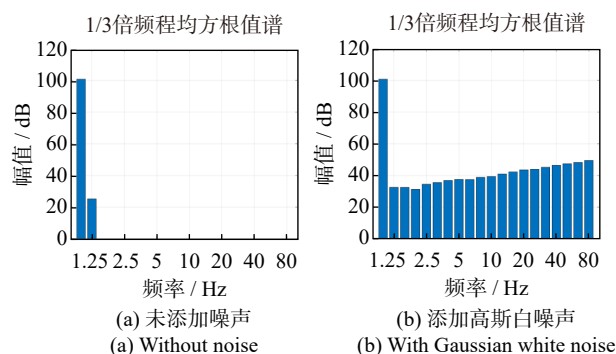 1/3倍频程均方根值谱
120
100
80
60
40
20
0
幅值 / dB
1.25 2.5 5 10 20 40 80
频率 / Hz
(a) 未添加噪声
(a) Without noise
1/3倍频程均方根值谱
120
100
80
60
40
20
0
幅值 / dB
1.25 2.5 5 10 20 40 80
频率 / Hz
(b) 添加高斯白噪声
(b) With Gaussian white noise